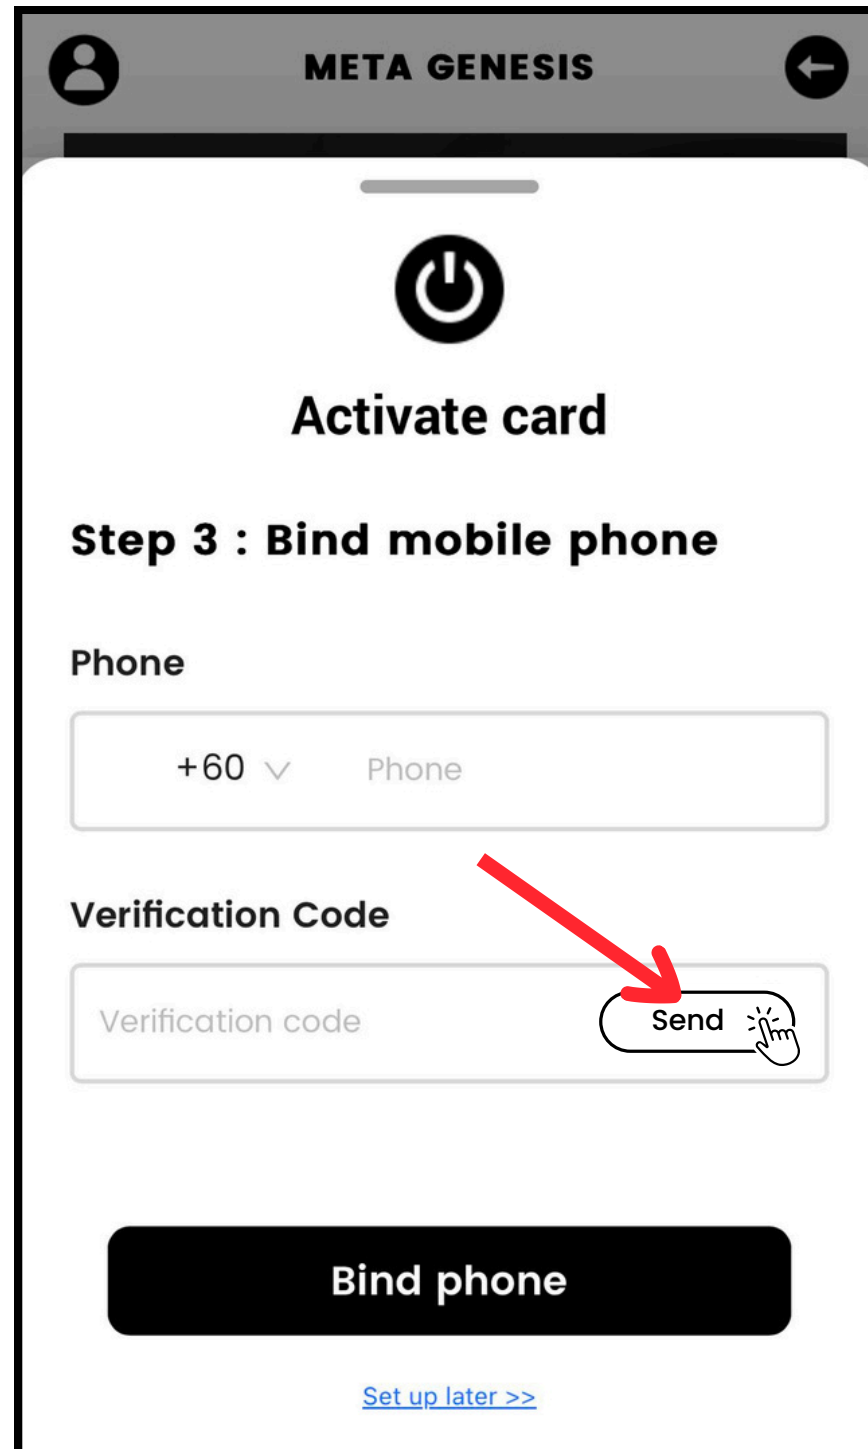 META GENESIS
Activate card
Step 3 : Bind mobile phone
Phone
+60 Phone
Verification Code
Verification code Send
Bind phone
Set up later >>